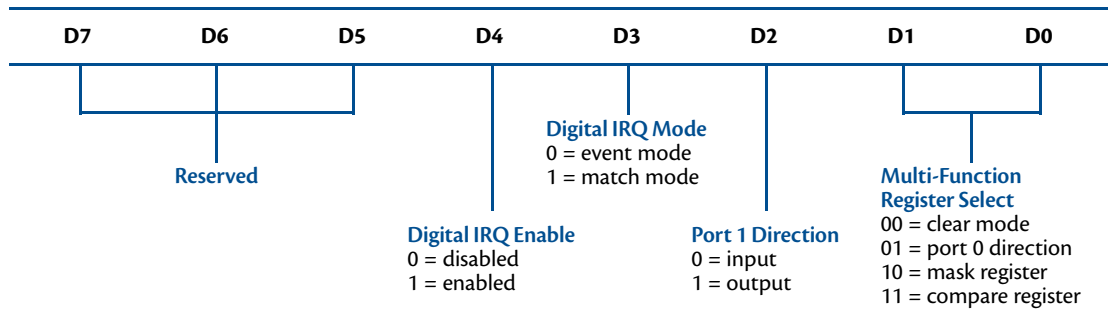 D7 D6 D5 D4 D3 D2 D1 D0
Reserved
Digital IRQ Enable
0 = disabled
1 = enabled
Digital IRQ Mode
0 = event mode
1 = match mode
Port 1 Direction
0 = input
1 = output
Multi-Function
Register Select
00 = clear mode
01 = port 0 direction
10 = mask register
11 = compare register